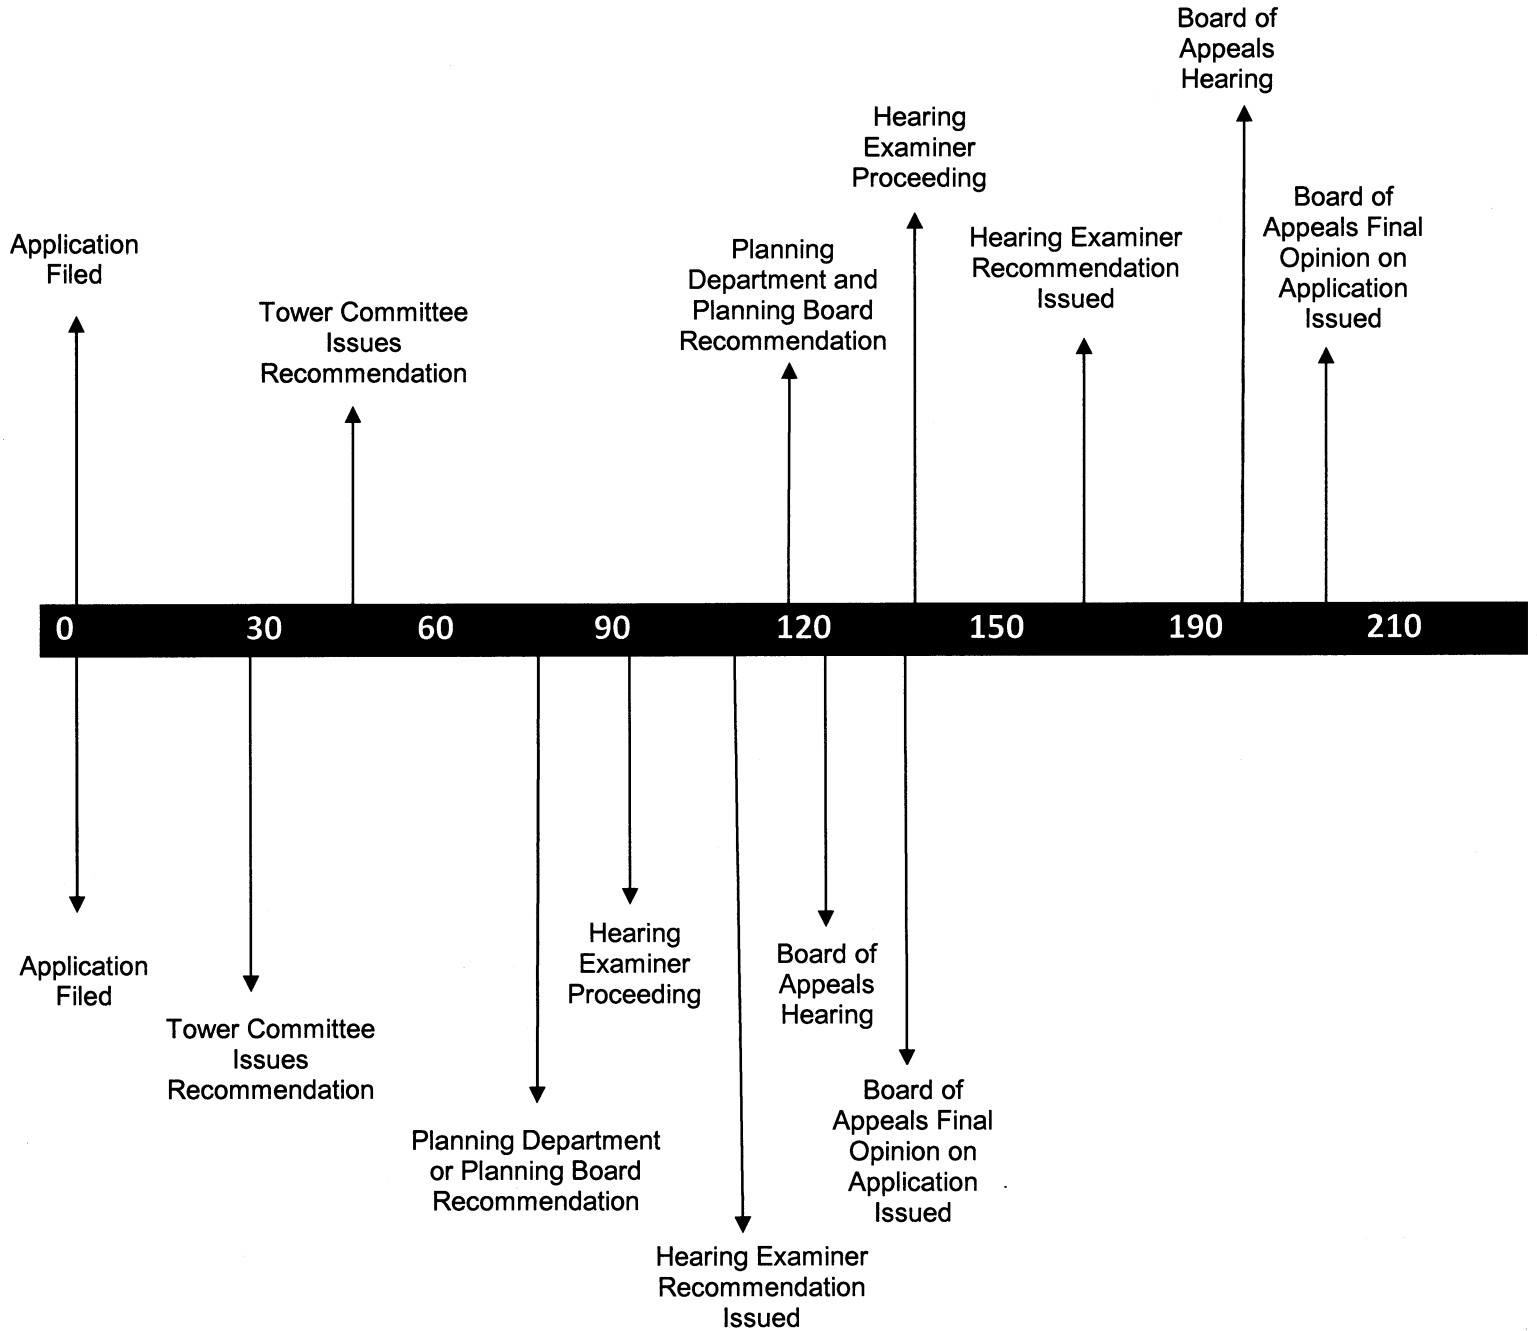 Application
Filed
Tower Committee
Issues
Recommendation
Planning
Department and
Planning Board
Recommendation
Hearing
Examiner
Proceeding
Hearing Examiner
Recommendation
Issued
Board of
Appeals
Hearing
Board of
Appeals Final
Opinion on
Application
Issued
0 30 60 90 120 150 190 210
Application
Filed
Tower Committee
Issues
Recommendation
Planning Department
or Planning Board
Recommendation
Hearing
Examiner
Proceeding
Hearing Examiner
Recommendation
Issued
Board of
Appeals
Hearing
Board of
Appeals Final
Opinion on
Application
Issued